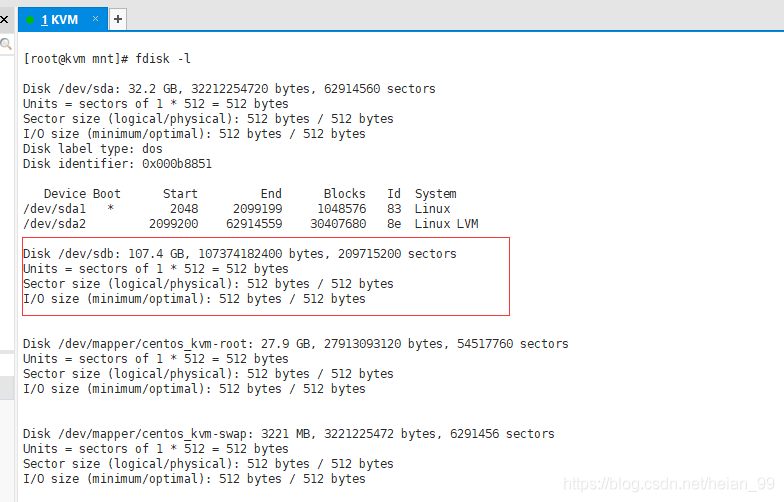 1 KVM
[root@kvm mnt]# fdisk -l
Disk /dev/sda: 32.2 GB, 32212254720 bytes, 62914560 sectors
Units = sectors of 1 * 512 = 512 bytes
Sector size (logical/physical): 512 bytes / 512 bytes
I/O size (minimum/optimal): 512 bytes / 512 bytes
Disk label type: dos
Disk identifier: 0x000b8851
Device Boot Start End Blocks Id System
/dev/sda1 * 2048 2099199 1048576 83 Linux
/dev/sda2 2099200 62914559 30407680 8e Linux LVM
Disk /dev/sdb: 107.4 GB, 107374182400 bytes, 209715200 sectors
Units = sectors of 1 * 512 = 512 bytes
Sector size (logical/physical): 512 bytes / 512 bytes
I/O size (minimum/optimal): 512 bytes / 512 bytes
Disk /dev/mapper/centos_kvm-root: 27.9 GB, 27913093120 bytes, 54517760 sectors
Units = sectors of 1 * 512 = 512 bytes
Sector size (logical/physical): 512 bytes / 512 bytes
I/O size (minimum/optimal): 512 bytes / 512 bytes
Disk /dev/mapper/centos_kvm-swap: 3221 MB, 3221225472 bytes, 6291456 sectors
Units = sectors of 1 * 512 = 512 bytes
Sector size (logical/physical): 512 bytes / 512 bytes
I/O size (minimum/optimal): 512 bytes / 512 bytes
https://blog.csdn.net/helan_99